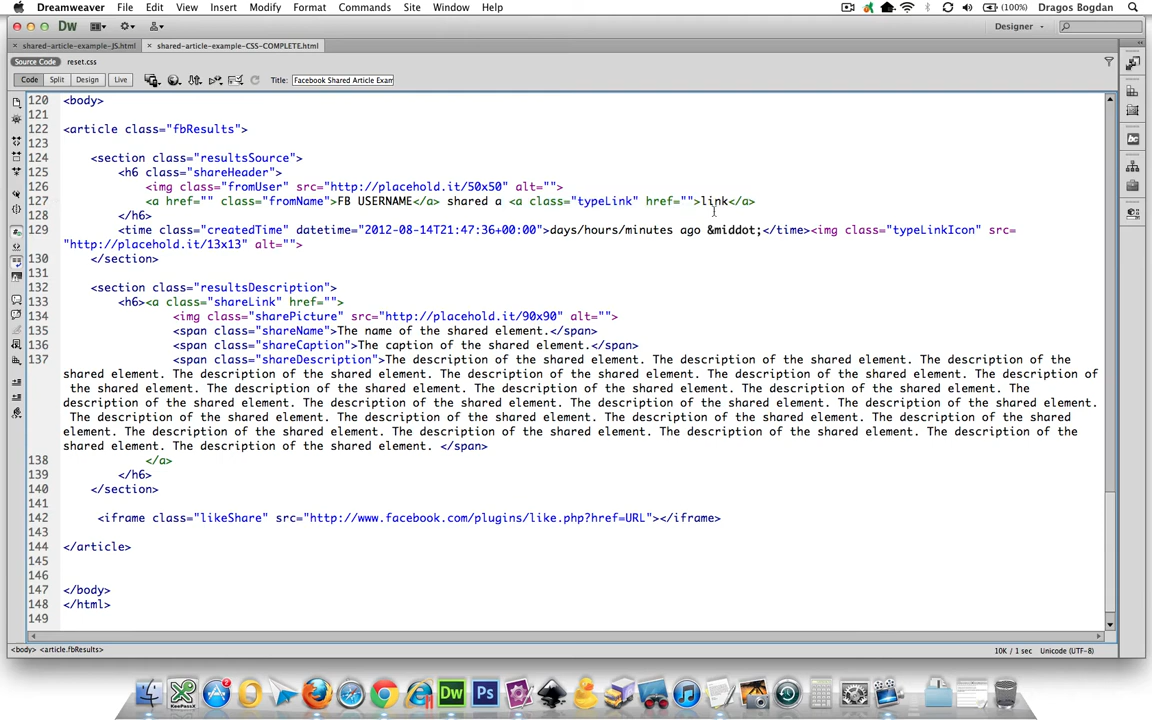 Dreamweaver File Edit View Insert Modify Format Commands Site Window Help (100%) Dragos Bogdan
Dw Designer
shared-article-example-JS.html shared-article-example-CSS-COMPLETE.html
Source Code reset.css
Code Split Design Live Title: Facebook Shared Article Exam
120 <body>
121
122 <article class="fbResults">
123
124 <section class="resultsSource">
125 <h6 class="shareHeader">
126 <img class="fromUser" src="http://placehold.it/50x50" alt="">
127 <a href="" class="fromName">FB USERNAME</a> shared a <a class="typeLink" href="">link</a>
128 </h6>
129 <time class="createdTime" datetime="2012-08-14T21:47:36+00:00">days/hours/minutes ago &middot;</time><img class="typeLinkIcon" src=
"http://placehold.it/13x13" alt="">
130 </section>
131
132 <section class="resultsDescription">
133 <h6><a class="shareLink" href="">
134 <img class="sharePicture" src="http://placehold.it/90x90" alt="">
135 <span class="shareName">The name of the shared element.</span>
136 <span class="shareCaption">The caption of the shared element.</span>
137 <span class="shareDescription">The description of the shared element. The description of the shared element. The description of the
shared element. The description of the shared element. The description of the shared element. The description of the shared element. The description of
the shared element. The description of the shared element. The description of the shared element. The description of the shared element. The
description of the shared element. The description of the shared element. The description of the shared element. The description of the shared element.
The description of the shared element. The description of the shared element. The description of the shared element. The description of the shared
element. The description of the shared element. The description of the shared element. The description of the shared element. The description of the
shared element. The description of the shared element. </span>
138 </a>
139 </h6>
140 </section>
141
142 <iframe class="likeShare" src="http://www.facebook.com/plugins/like.php?href=URL"></iframe>
143
144 </article>
145
146
147 </body>
148 </html>
149
<body> <article.fbResults> 10K / 1 sec Unicode (UTF-8)
KeePassX 2 Dw Ps